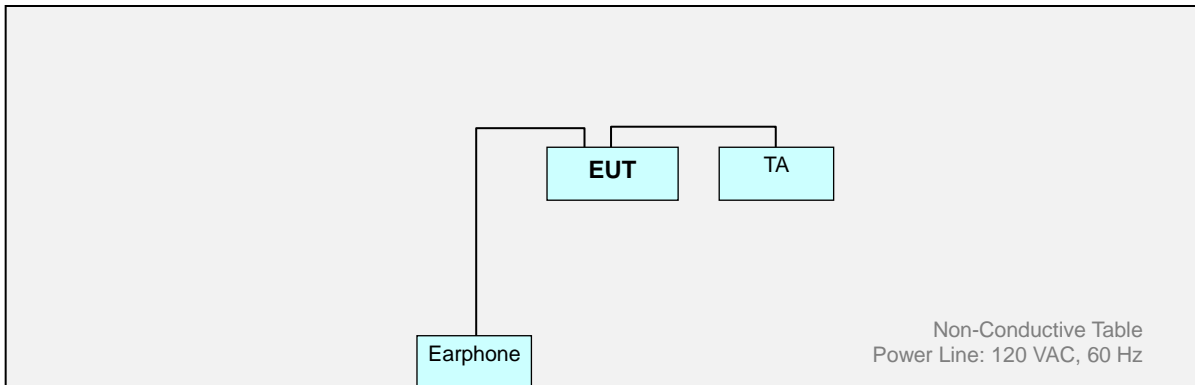 EUT
TA
Earphone
Non-Conductive Table
Power Line: 120 VAC, 60 Hz